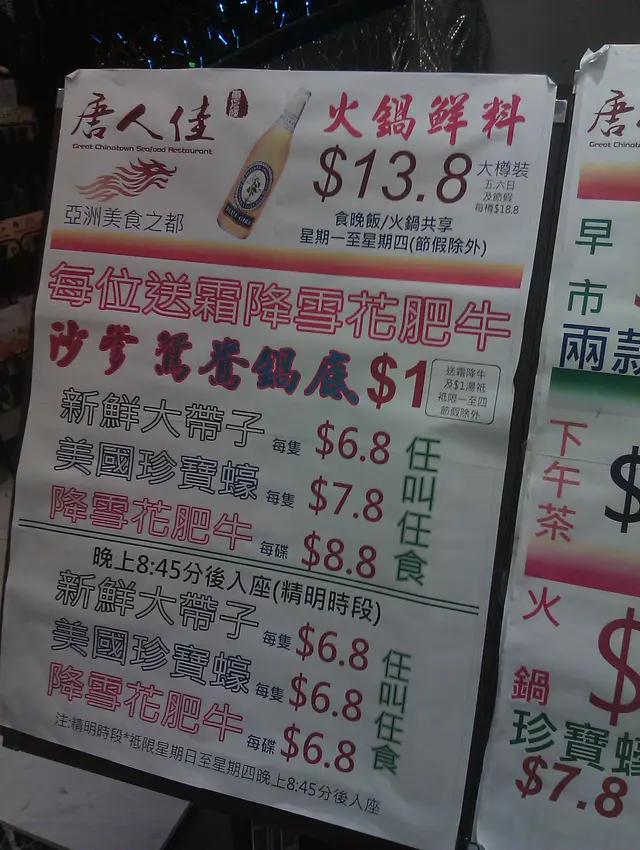 唐人佳
Great Chinatown Seafood Restaurant
亞洲美食之都
火鍋鮮料
$13.8
大樽裝
五.六日
及節假
每樽$18.8
食晚飯/火鍋共享
星期一至星期四(節假除外)
每位送霜降雪花肥牛
沙爹鴛鴦鍋底 $1
送霜降牛
及$1湯祗
祗限一至四
節假除外
新鮮大帶子 每隻 $6.8
美國珍寶蠔 每隻 $7.8
降雪花肥牛 每碟 $8.8
任叫任食
晚上8:45分後入座(精明時段)
新鮮大帶子 每隻 $6.8
美國珍寶蠔 每隻 $6.8
降雪花肥牛 每碟 $6.8
任叫任食
注:精明時段*祗限星期日至星期四晚上8:45分後入座
唐
Great Chinatown
早市
兩款
下午茶
$
火鍋
$
珍寶蠔
$7.8